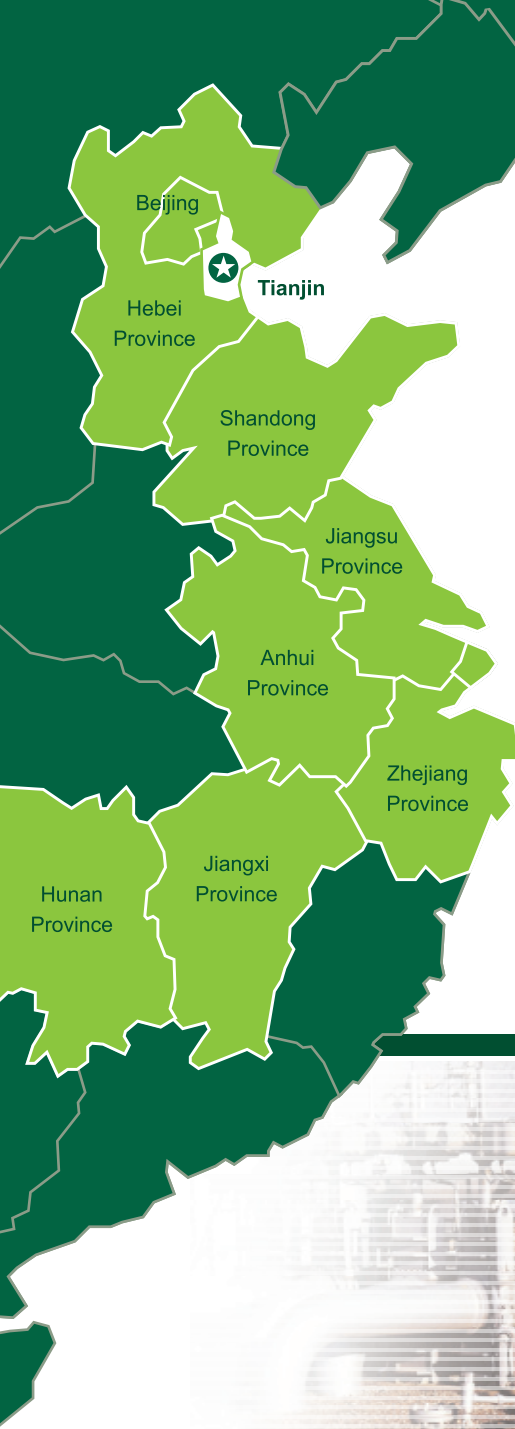 Beijing
Tianjin
Hebei
Province
Shandong
Province
Jiangsu
Province
Anhui
Province
Zhejiang
Province
Jiangxi
Province
Hunan
Province